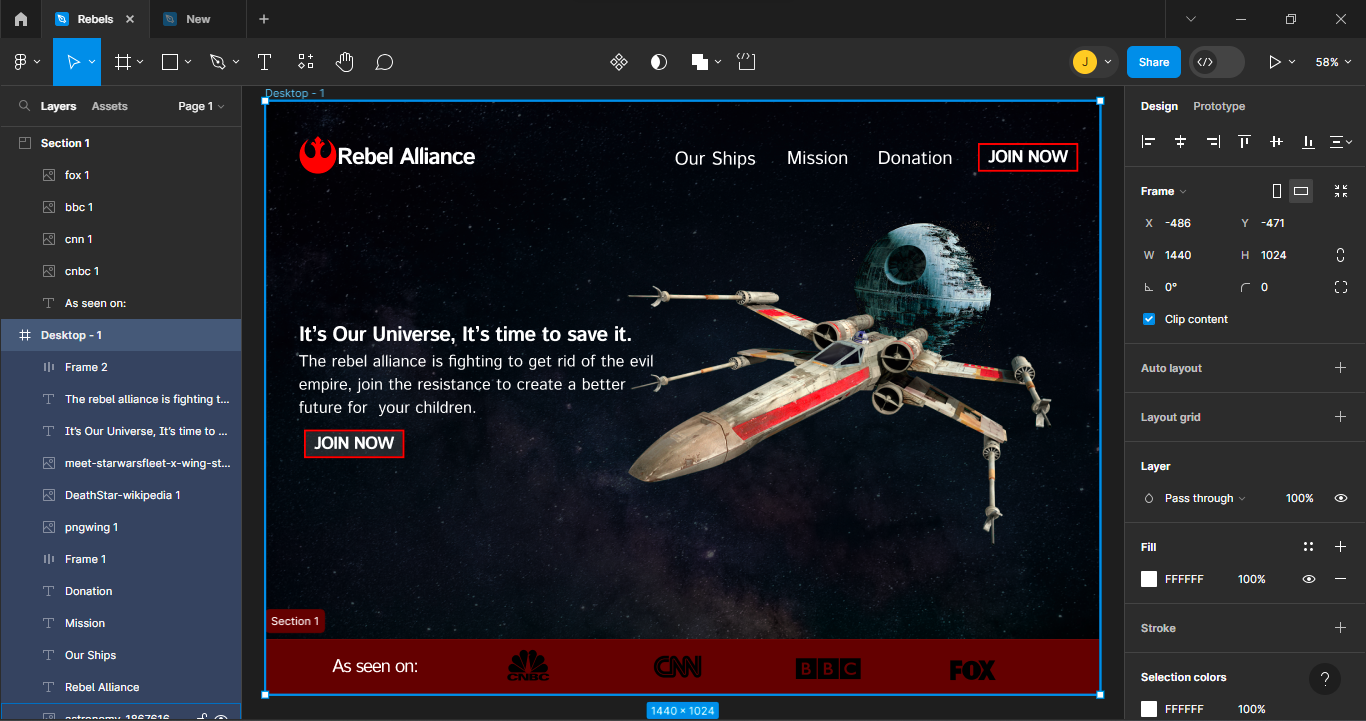 Rebels
New
J
Share
58%
Layers
Assets
Page 1
Section 1
fox 1
bbc 1
cnn 1
cnbc 1
As seen on:
Desktop - 1
Frame 2
The rebel alliance is fighting t...
It's Our Universe, It's time to ...
meet-starwarsfleet-x-wing-st...
DeathStar-wikipedia 1
pngwing 1
Frame 1
Donation
Mission
Our Ships
Rebel Alliance
astronomy-1867616
Desktop - 1
Rebel Alliance
Our Ships
Mission
Donation
JOIN NOW
It's Our Universe, It's time to save it.
The rebel alliance is fighting to get rid of the evil
empire, join the resistance to create a better
future for  your children.
JOIN NOW
Section 1
As seen on:
CNBC
CNN
BBC
FOX
1440 × 1024
Design
Prototype
Frame
X -486
Y -471
W 1440
H 1024
0°
0
Clip content
Auto layout
Layout grid
Layer
Pass through
100%
Fill
FFFFFF
100%
Stroke
Selection colors
FFFFFF
100%
?